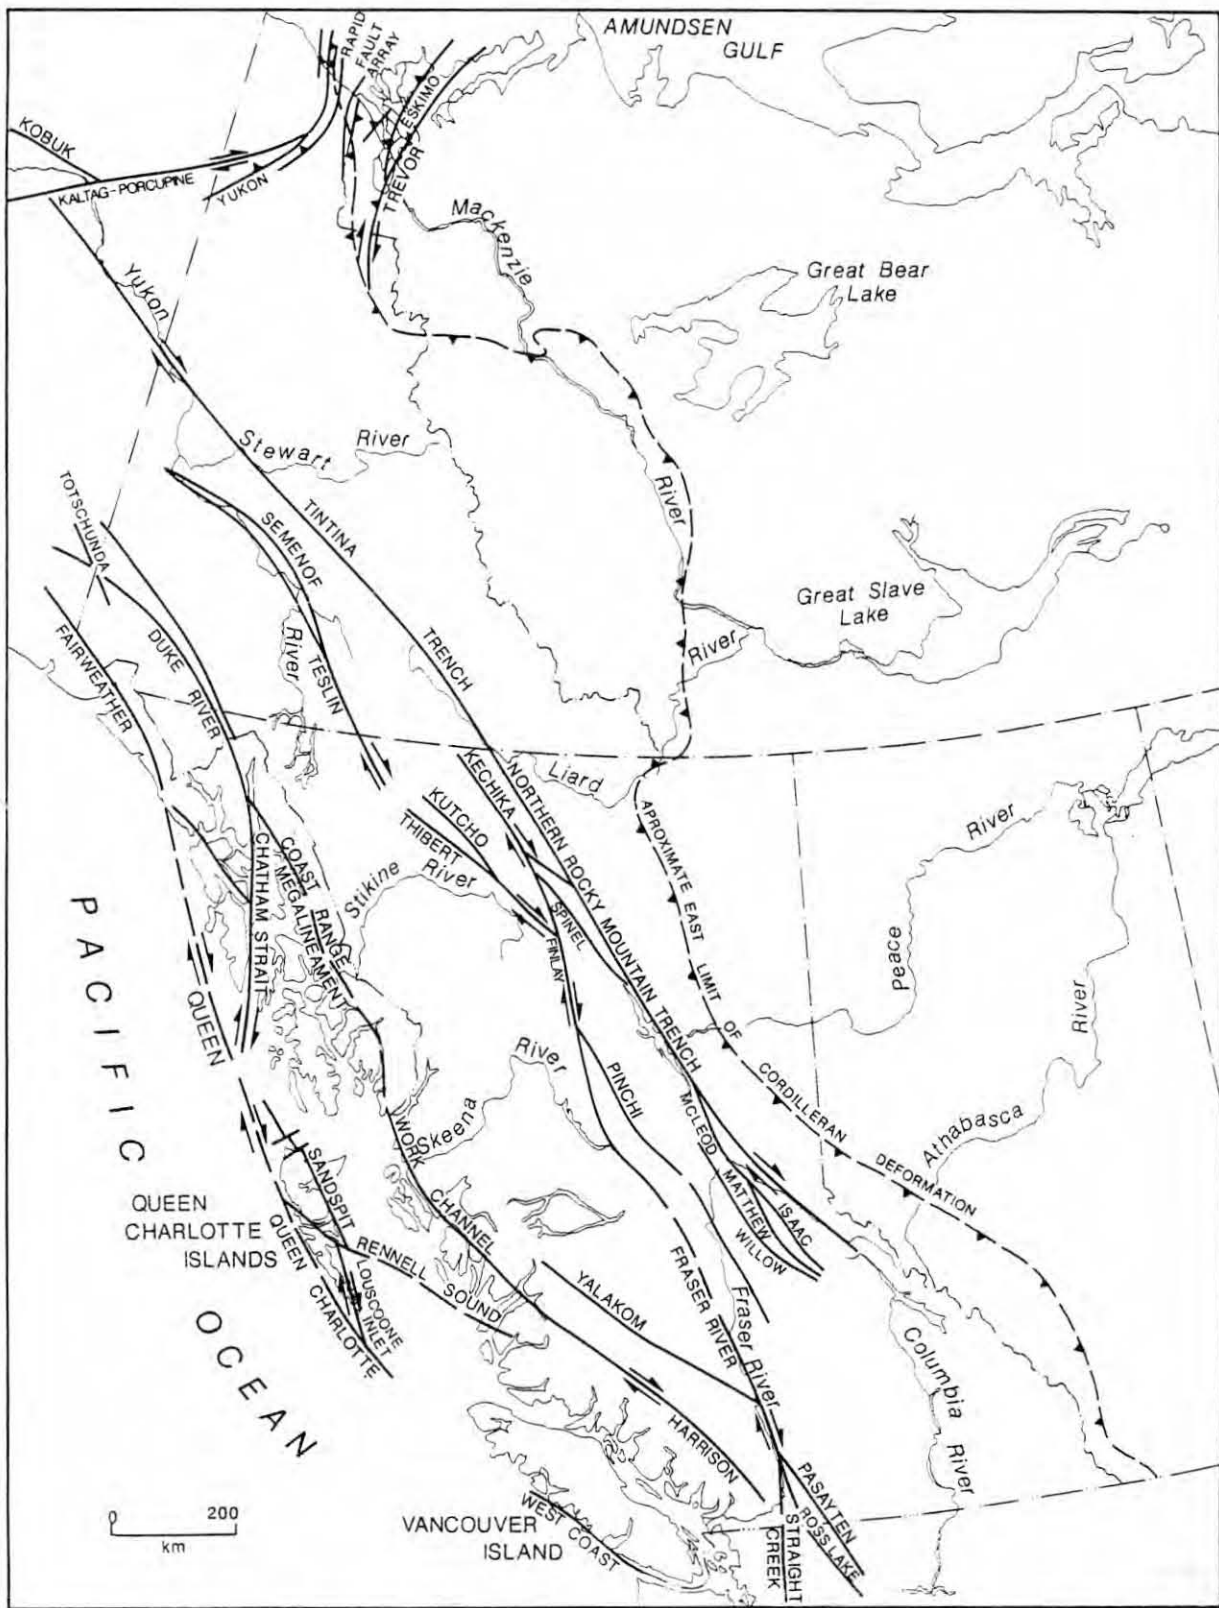 AMUNDSEN
GULF
RAPID
FAULT
ARRAY
ESKIMO
TREVOR
KOBUK
KALTAG-PORCUPINE
YUKON
Mackenzie
Great Bear
Lake
Yukon
Stewart River
River
TOTSCHUNDA
SEMENOF
TINTINA
Great Slave
Lake
FAIRWEATHER
DUKE RIVER
River
TESLIN
TRENCH
River
KECHIKA
NORTHERN ROCKY MOUNTAIN TRENCH
Liard
KUTCHO
THIBERT
APROXIMATE EAST LIMIT OF CORDILLERAN DEFORMATION
River
Peace
River
COAST RANGE
MEGALINEAMENT
CHATHAM STRAIT
Stikine River
SPINEL
FINLAY
PACIFIC
OCEAN
QUEEN
River
Skeena
PINCHI
MCLEOD
Athabasca
WORK
CHANNEL
SANDSPIT
MATTHEW
ISAAC
WILLOW
QUEEN
CHARLOTTE
ISLANDS
QUEEN
CHARLOTTE
RENNELL SOUND
LOUSCOONE
INLET
YALAKOM
FRASER RIVER
Fraser River
Columbia River
HARRISON
PASAYTEN
ROSS LAKE
STRAIGHT
CREEK
0 200
km
VANCOUVER
ISLAND
WEST COAST